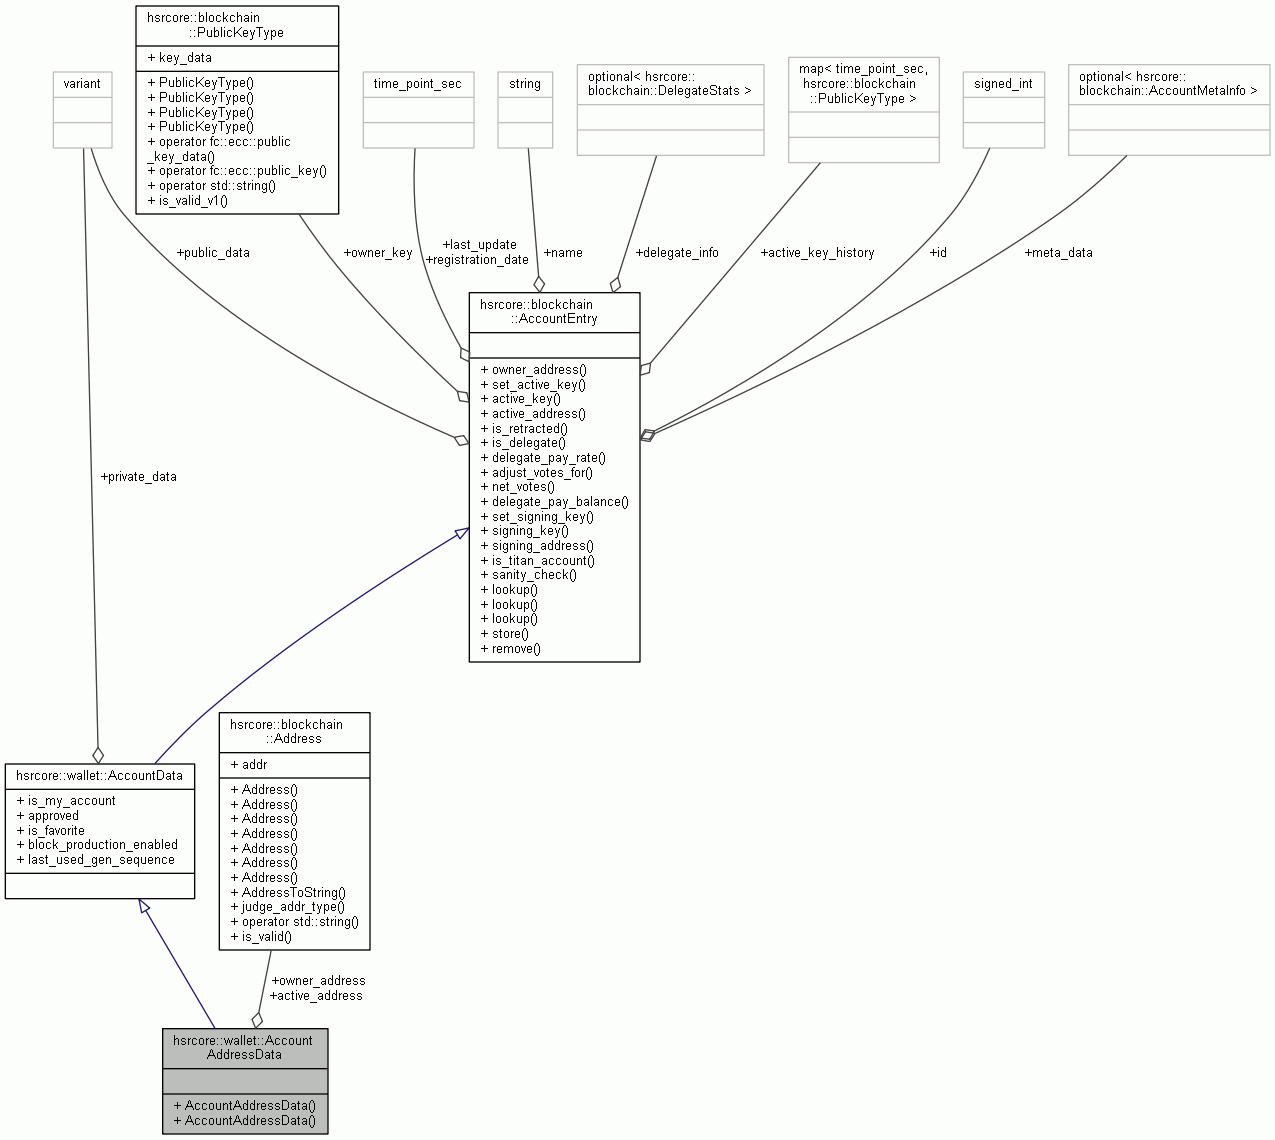 hsrcore::blockchain
::PublicKeyType
+ key_data
+ PublicKeyType()
+ PublicKeyType()
+ PublicKeyType()
+ PublicKeyType()
+ operator fc::ecc::public
_key_data()
+ operator fc::ecc::public_key()
+ operator std::string()
+ is_valid_v1()
variant
time_point_sec
string
optional< hsrcore::
blockchain::DelegateStats >
map< time_point_sec,
hsrcore::blockchain
::PublicKeyType >
signed_int
optional< hsrcore::
blockchain::AccountMetaInfo >
+public_data
+owner_key
+last_update
+registration_date
+name
+delegate_info
+active_key_history
+id
+meta_data
hsrcore::blockchain
::AccountEntry
+ owner_address()
+ set_active_key()
+ active_key()
+ active_address()
+ is_retracted()
+ is_delegate()
+ delegate_pay_rate()
+ adjust_votes_for()
+ net_votes()
+ delegate_pay_balance()
+ set_signing_key()
+ signing_key()
+ signing_address()
+ is_titan_account()
+ sanity_check()
+ lookup()
+ lookup()
+ lookup()
+ store()
+ remove()
+private_data
hsrcore::wallet::AccountData
+ is_my_account
+ approved
+ is_favorite
+ block_production_enabled
+ last_used_gen_sequence
hsrcore::blockchain
::Address
+ addr
+ Address()
+ Address()
+ Address()
+ Address()
+ Address()
+ Address()
+ Address()
+ AddressToString()
+ judge_addr_type()
+ operator std::string()
+ is_valid()
+owner_address
+active_address
hsrcore::wallet::Account
AddressData
+ AccountAddressData()
+ AccountAddressData()